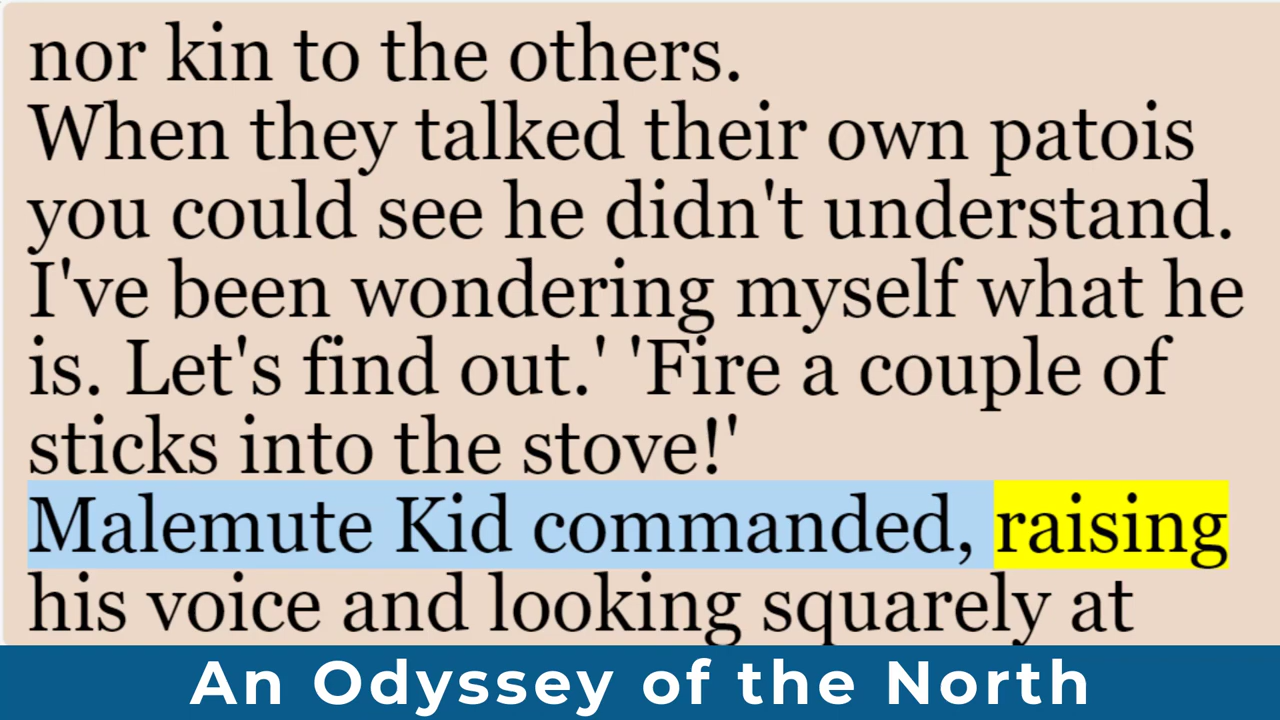 nor kin to the others.
When they talked their own patois
you could see he didn't understand.
I've been wondering myself what he
is. Let's find out.' 'Fire a couple of
sticks into the stove!'
Malemute Kid commanded, raising
his voice and looking squarely at
An Odyssey of the North